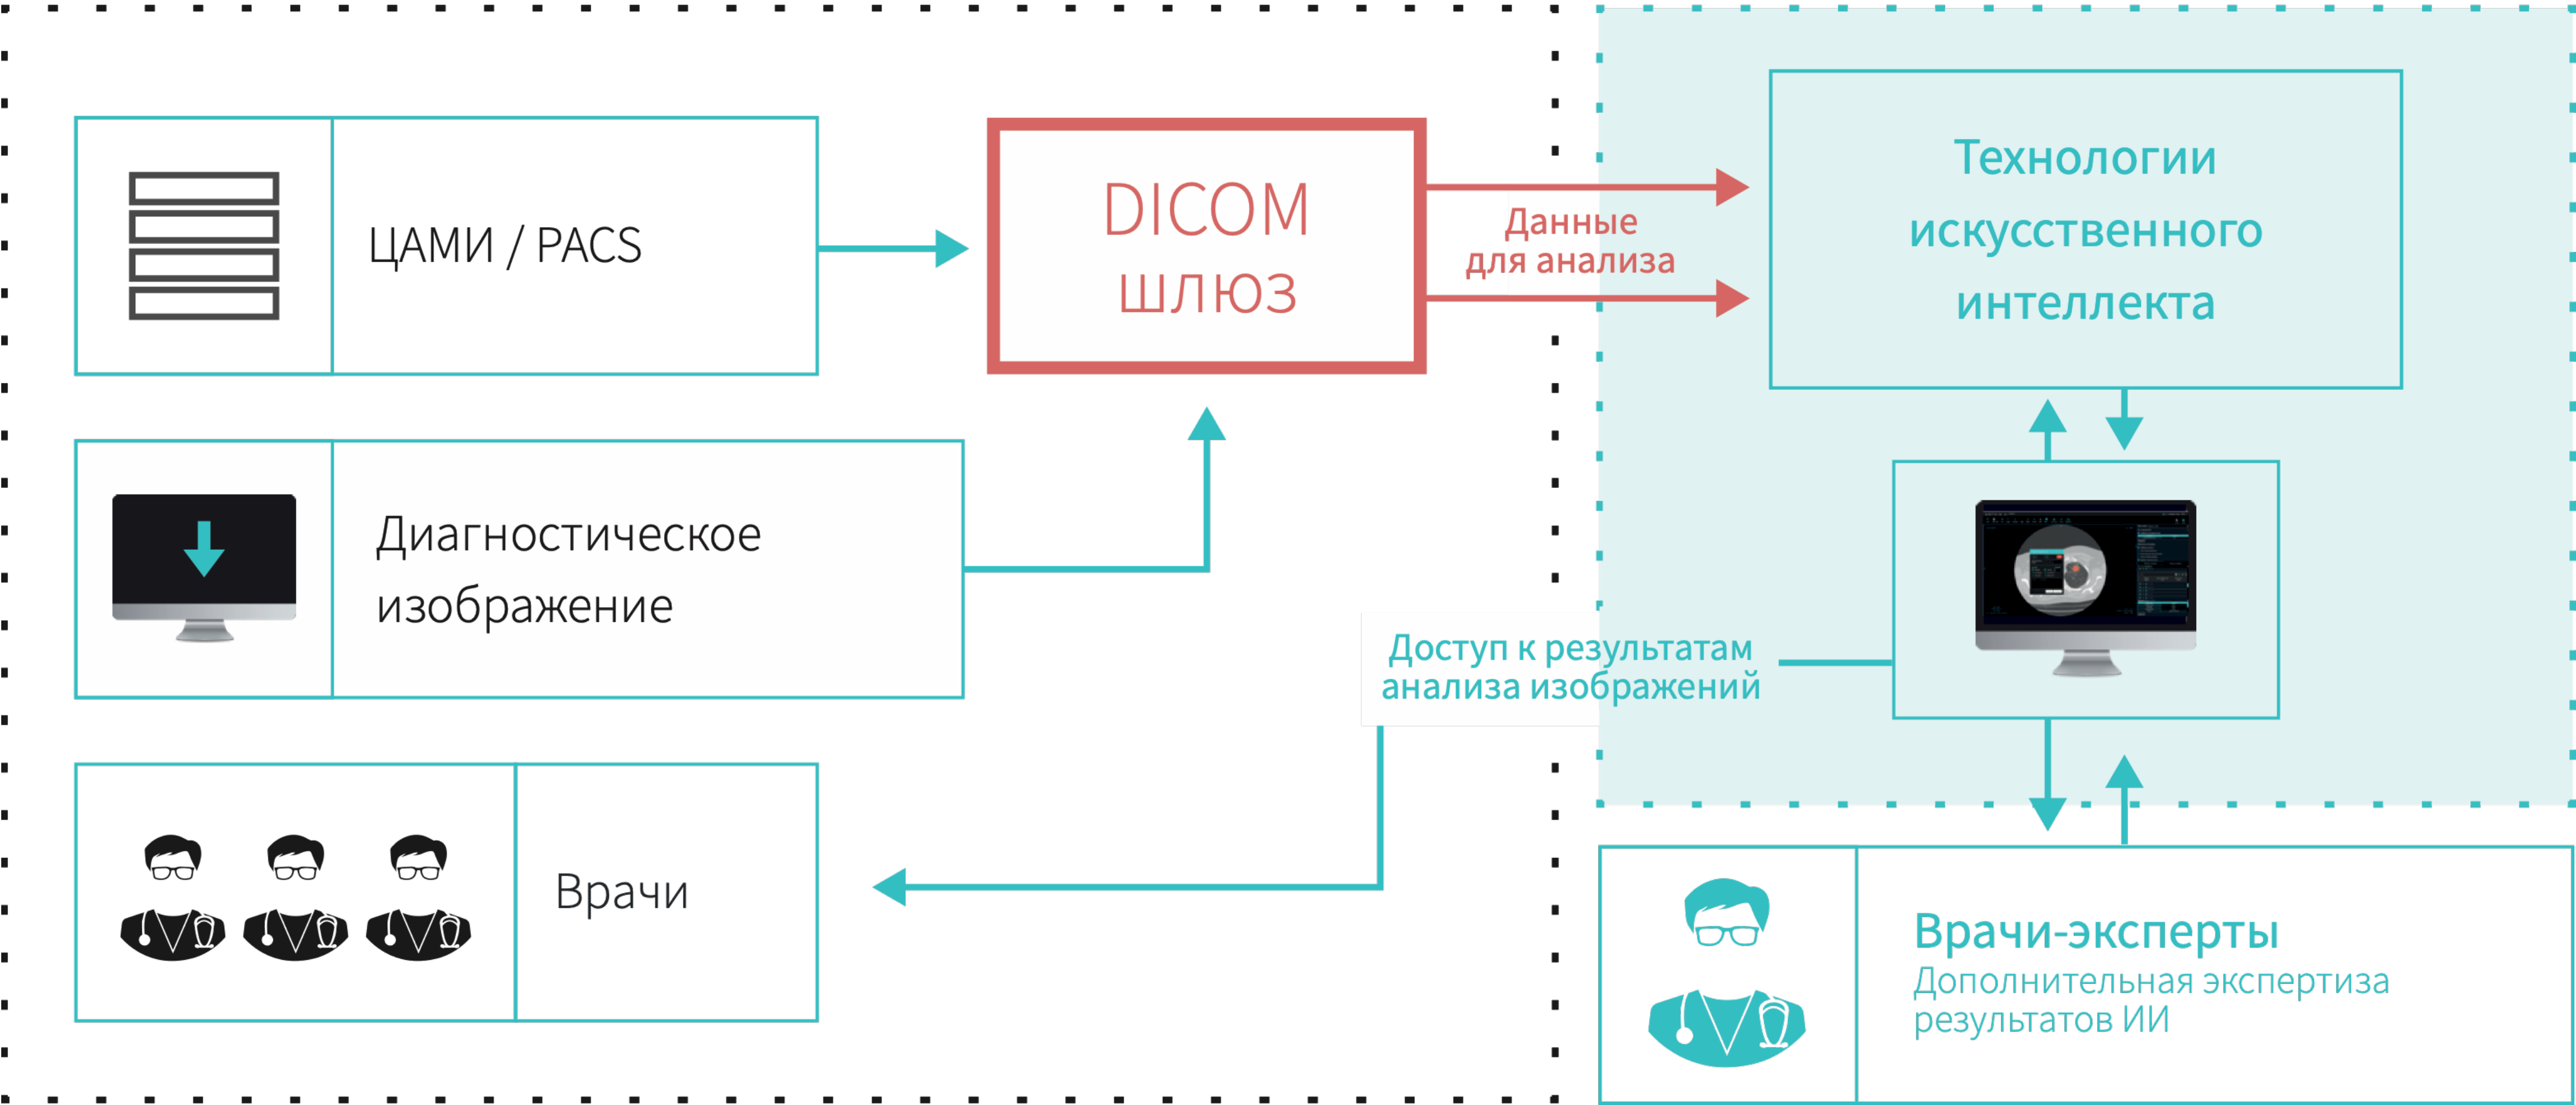 ЦАМИ / PACS
DICOM
ШЛЮЗ
Данные
для анализа
Технологии
искусственного
интеллекта
Диагностическое
изображение
Доступ к результатам
анализа изображений
Врачи
Врачи-эксперты
Дополнительная экспертиза
результатов ИИ